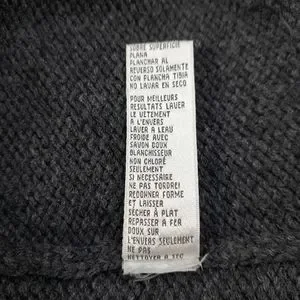 SOBRE SUPERFICIE
PLANA
PLANCHAR AL
REVERSO SOLAMENTE
CON PLANCHA TIBIA
NO LAVAR EN SECO
POUR MEILLEURS
RESULTATS LAVER
LE VETEMENT
A L'ENVERS
LAVER A L'EAU
FROIDE AVEC
SAVON DOUX
BLANCHISSEUR
NON CHLORÉ
SEULEMENT
SI NECESSAIRE
NE PAS TORDRE
REDONNER FORME
ET LAISSER
SÉCHER À PLAT
REPASSER A FER
DOUX SUR
L'ENVERS SEULEMENT
NE PAS
NETTOYER A SEC